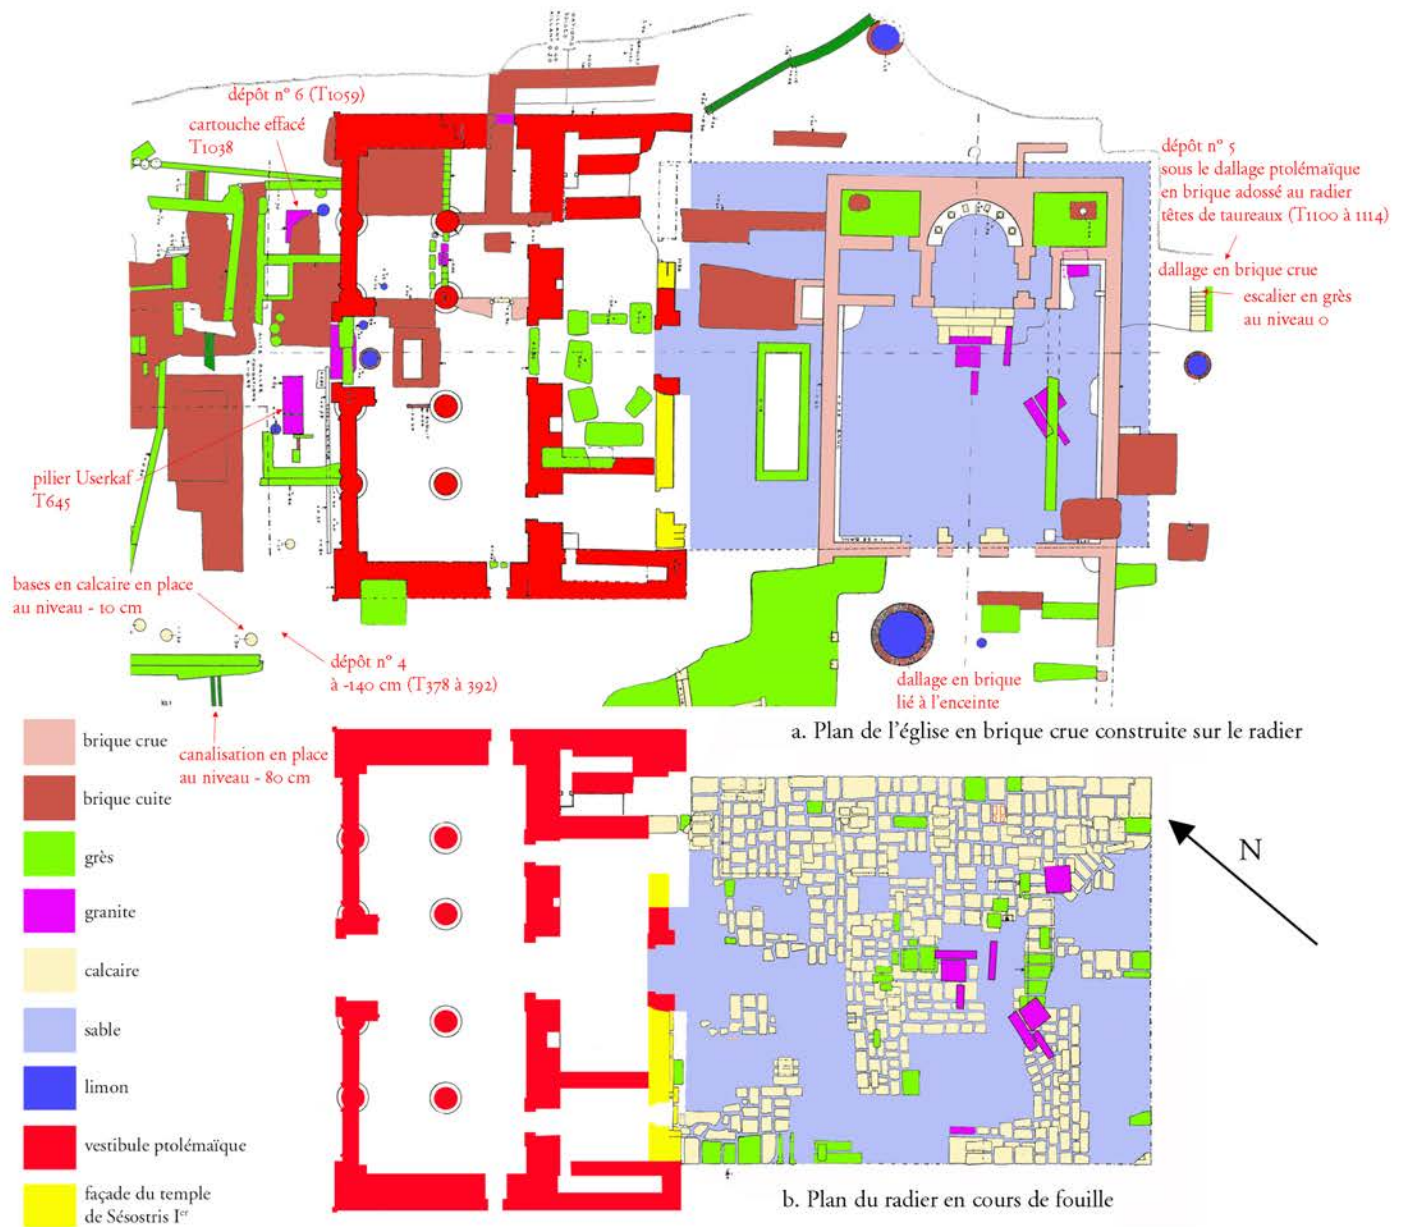 dépôt n° 6 (T1059)
cartouche effacé
T1038
dépôt n° 5
sous le dallage ptolémaïque
en brique adossé au radier
têtes de taureaux (T1100 à 1114)
dallage en brique crue
escalier en grès
au niveau 0
pilier Userkaf
T645
bases en calcaire en place
au niveau - 10 cm
dépôt n° 4
à -140 cm (T378 à 392)
dallage en brique
lié à l'enceinte
canalisation en place
au niveau - 80 cm
a. Plan de l'église en brique crue construite sur le radier
brique crue
brique cuite
grès
granite
calcaire
sable
limon
vestibule ptolémaïque
façade du temple
de Sésostris Ier
N
b. Plan du radier en cours de fouille